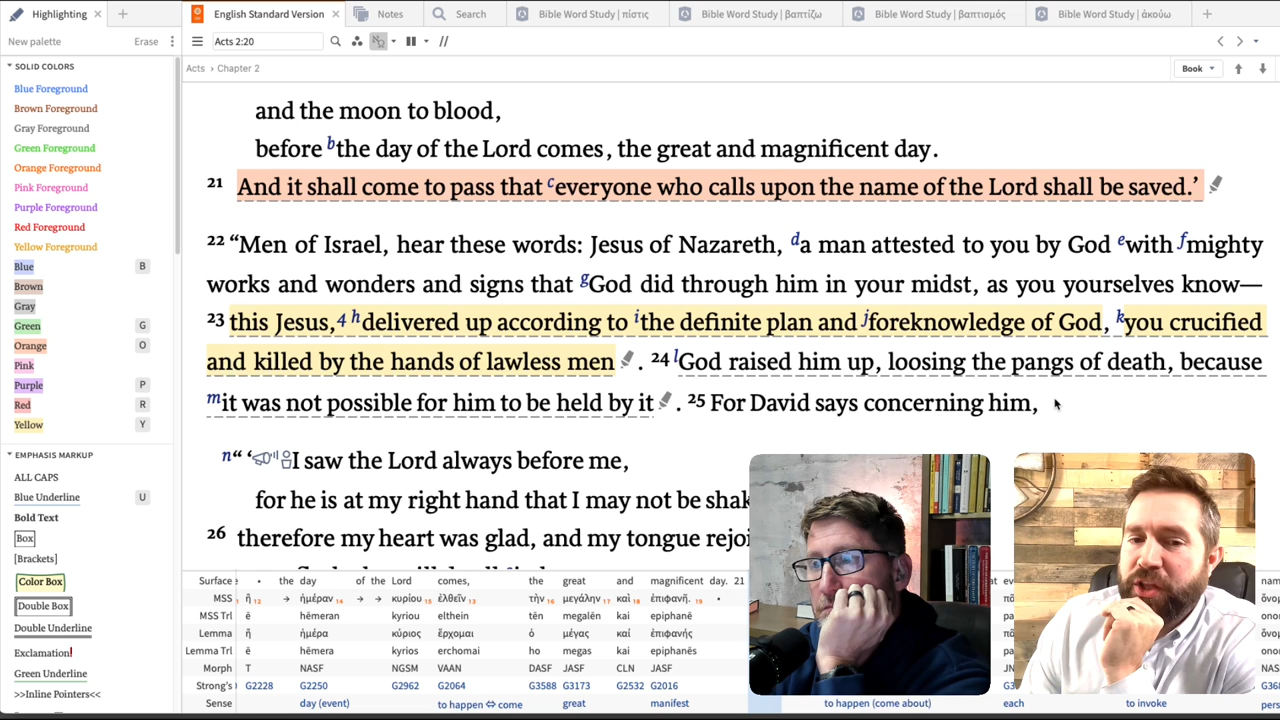 Highlighting
English Standard Version
Notes
Search
Bible Word Study | πίστις
Bible Word Study | βαπτίζω
Bible Word Study | βαπτισμός
Bible Word Study | ἀκούω
New palette
Erase
Acts 2:20
Acts › Chapter 2
Book
SOLID COLORS
Blue Foreground
Brown Foreground
Gray Foreground
Green Foreground
Orange Foreground
Pink Foreground
Purple Foreground
Red Foreground
Yellow Foreground
Blue B
Brown
Gray
Green G
Orange O
Pink
Purple P
Red R
Yellow Y
EMPHASIS MARKUP
ALL CAPS
Blue Underline U
Bold Text
Box
[Brackets]
Color Box
Double Box
Double Underline
Exclamation!
Green Underline
>>Inline Pointers<<
and the moon to blood,
before b the day of the Lord comes, the great and magnificent day.
21 And it shall come to pass that c everyone who calls upon the name of the Lord shall be saved.’
22 “Men of Israel, hear these words: Jesus of Nazareth, d a man attested to you by God e with f mighty
works and wonders and signs that g God did through him in your midst, as you yourselves know—
23 this Jesus, 4 h delivered up according to i the definite plan and j foreknowledge of God, k you crucified
and killed by the hands of lawless men . 24 l God raised him up, loosing the pangs of death, because
m it was not possible for him to be held by it . 25 For David says concerning him,
n “ ‘ I saw the Lord always before me,
for he is at my right hand that I may not be shak
26 therefore my heart was glad, and my tongue rejoi
Surface • the day of the Lord comes, the great and magnificent day. 21
MSS ἢ 12 → ἡμέραν 14 → → κυρίου 15 ἐλθεῖν 13 τὴν 16 μεγάλην 17 καὶ 18 ἐπιφανῆ. 19 •
MSS Trl ē hēmeran kyriou elthein tēn megalēn kai epiphanē
Lemma ἤ ἡμέρα κύριος ἔρχομαι ὁ μέγας καί ἐπιφανής
Lemma Trl ē hēmera kyrios erchomai ho megas kai epiphanēs
Morph T NASF NGSM VAAN DASF JASF CLN JASF
Strong's G2228 G2250 G2962 G2064 G3588 G3173 G2532 G2016
Sense day (event) to happen ⇔ come great manifest to happen (come about) each to invoke